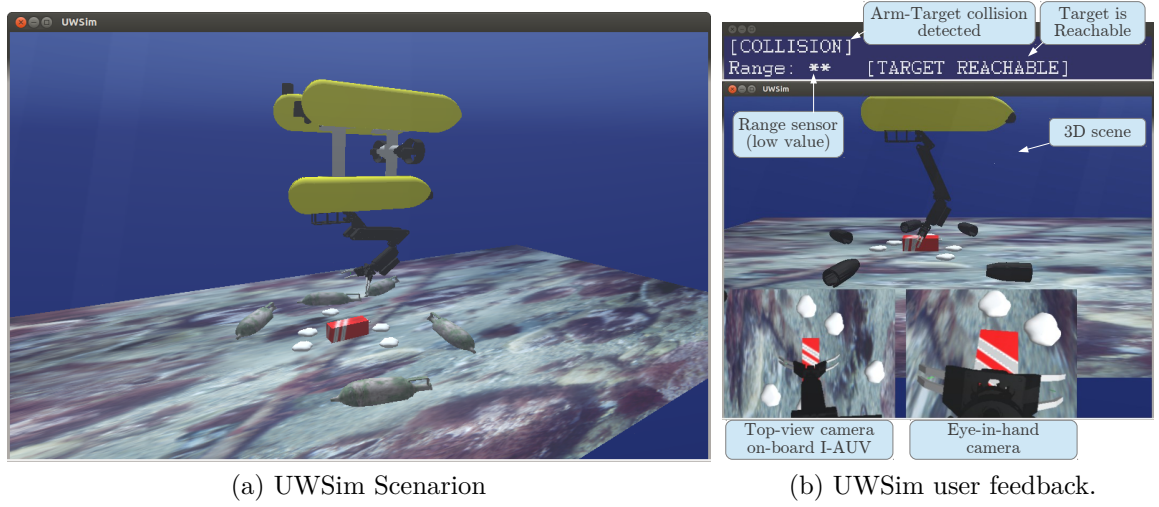 UWSim
Arm-Target collision
detected
Target is
Reachable
[COLLISION]
Range: ** [TARGET REACHABLE]
UWSim
Range sensor
(low value)
3D scene
Top-view camera
on-board I-AUV
Eye-in-hand
camera
(a) UWSim Scenarion
(b) UWSim user feedback.